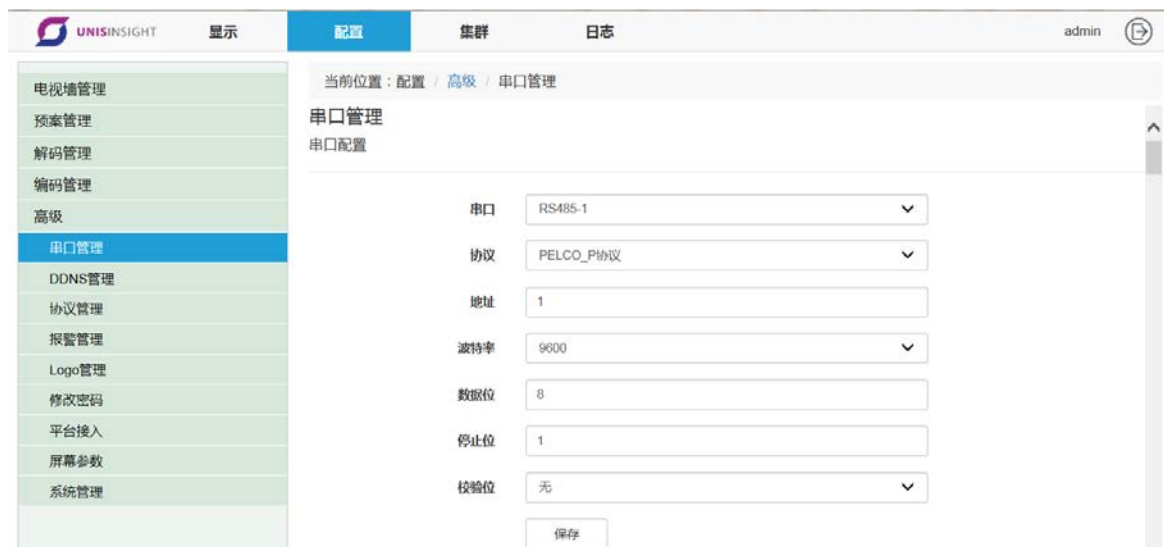 UNISINSIGHT 显示 配置 集群 日志 admin
电视墙管理
预案管理
解码管理
编码管理
高级
串口管理
DDNS管理
协议管理
报警管理
Logo管理
修改密码
平台接入
屏幕参数
系统管理
当前位置：配置 / 高级 / 串口管理
串口管理
串口配置
串口 RS485-1
协议 PELCO_P协议
地址 1
波特率 9600
数据位 8
停止位 1
校验位 无
保存